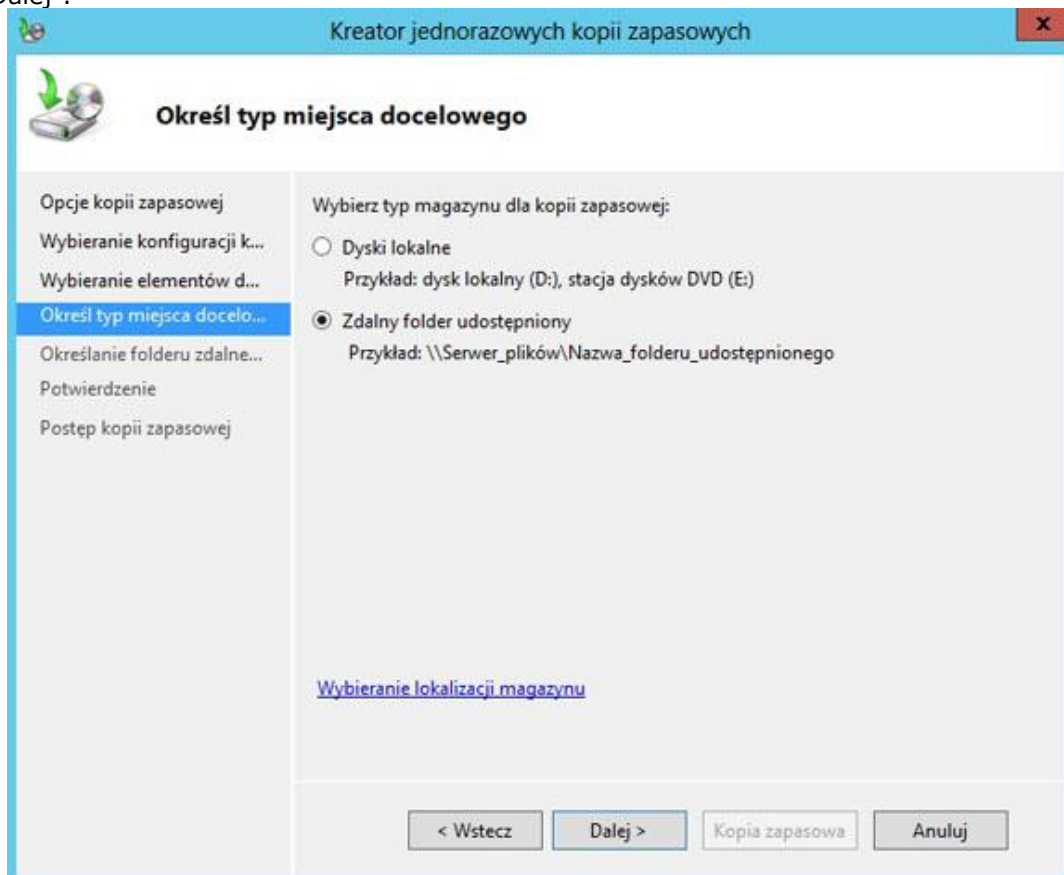 Dalej".
Kreator jednorazowych kopii zapasowych
x
Określ typ miejsca docelowego
Opcje kopii zapasowej
Wybieranie konfiguracji k...
Wybieranie elementów d...
Określ typ miejsca docelo...
Określanie folderu zdalne...
Potwierdzenie
Postęp kopii zapasowej
Wybierz typ magazynu dla kopii zapasowej:
Dyski lokalne
Przykład: dysk lokalny (D:), stacja dysków DVD (E:)
Zdalny folder udostępniony
Przykład: \\Serwer_plików\Nazwa_folderu_udostępnionego
Wybieranie lokalizacji magazynu
< Wstecz
Dalej >
Kopia zapasowa
Anuluj